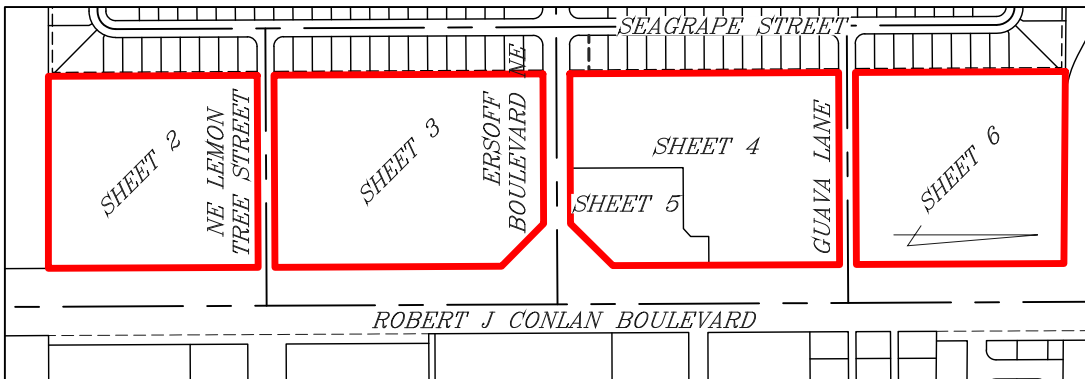 SEAGRAPE STREET
SHEET 2
NE LEMON
TREE STREET
SHEET 3
ERSOFF
BOULEVARD NE
SHEET 4
SHEET 5
GUAVA LANE
SHEET 6
ROBERT J CONLAN BOULEVARD